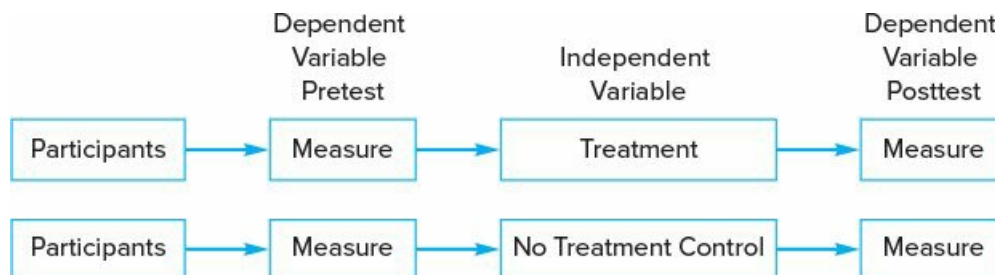 Dependent
Variable
Pretest
Independent
Variable
Dependent
Variable
Posttest
Participants
Measure
Treatment
Measure
Participants
Measure
No Treatment Control
Measure